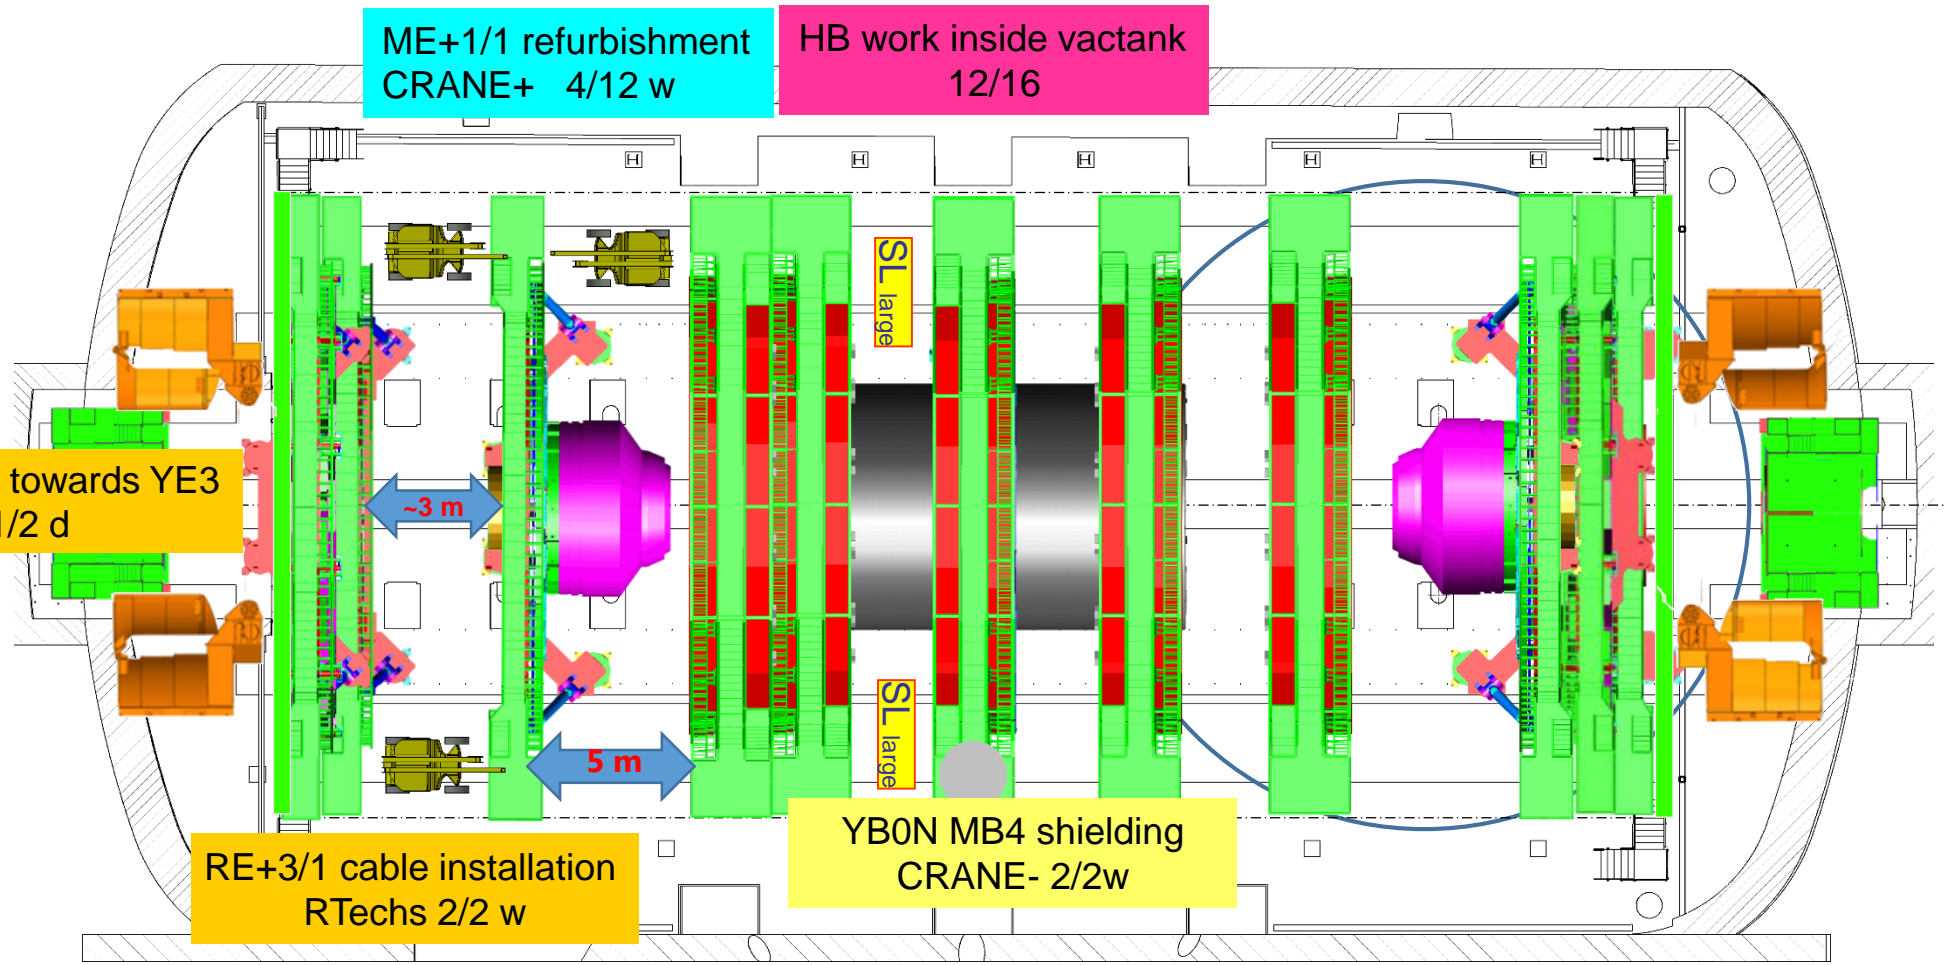 ME+1/1 refurbishment
CRANE+ 4/12 w
HB work inside vactank
12/16
H
H
H
H
H
SL large
towards YE3
1/2 d
~3 m
SL large
5 m
YB0N MB4 shielding
CRANE- 2/2w
RE+3/1 cable installation
RTechs 2/2 w